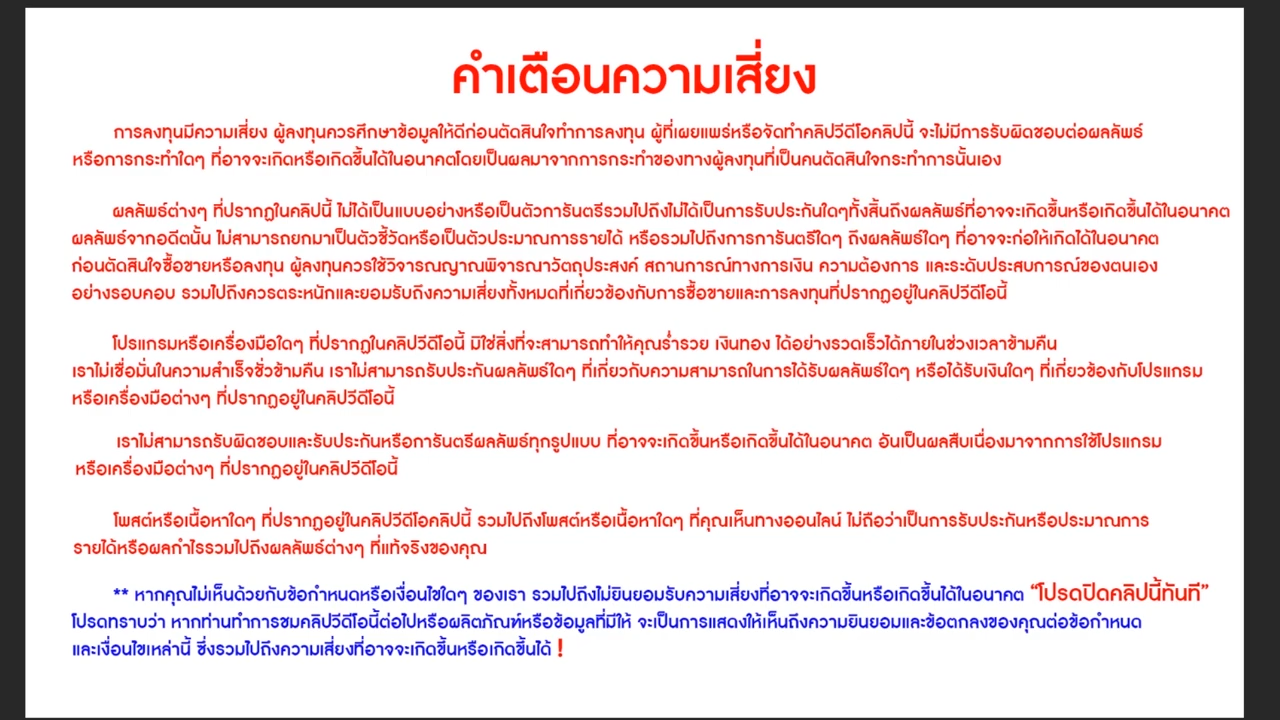 คำเตือนความเสี่ยง
การลงทุนมีความเสี่ยง ผู้ลงทุนควรศึกษาข้อมูลให้ดีก่อนตัดสินใจทำการลงทุน ผู้ที่เผยแพร่หรือจัดทำคลิปวีดีโอคลิปนี้ จะไม่มีการรับผิดชอบต่อผลลัพธ์
หรือการกระทำใดๆ ที่อาจจะเกิดหรือเกิดขึ้นได้ในอนาคตโดยเป็นผลมาจากการกระทำของทางผู้ลงทุนที่เป็นคนตัดสินใจกระทำการนั้นเอง
ผลลัพธ์ต่างๆ ที่ปรากฏในคลิปนี้ ไม่ได้เป็นแบบอย่างหรือเป็นตัวการันตรีรวมไปถึงไม่ได้เป็นการรับประกันใดๆทั้งสิ้นถึงผลลัพธ์ที่อาจจะเกิดขึ้นหรือเกิดขึ้นได้ในอนาคต
ผลลัพธ์จากอดีตนั้น ไม่สามารถยกมาเป็นตัวชี้วัดหรือเป็นตัวประมาณการรายได้ หรือรวมไปถึงการการันตรีใดๆ ถึงผลลัพธ์ใดๆ ที่อาจจะก่อให้เกิดได้ในอนาคต
ก่อนตัดสินใจซื้อขายหรือลงทุน ผู้ลงทุนควรใช้วิจารณญาณพิจารณาวัตถุประสงค์ สถานการณ์ทางการเงิน ความต้องการ และระดับประสบการณ์ของตนเอง
อย่างรอบคอบ รวมไปถึงควรตระหนักและยอมรับถึงความเสี่ยงทั้งหมดที่เกี่ยวข้องกับการซื้อขายและการลงทุนที่ปรากฏอยู่ในคลิปวีดีโอนี้
โปรแกรมหรือเครื่องมือใดๆ ที่ปรากฏในคลิปวีดีโอนี้ มิใช่สิ่งที่จะสามารถทำให้คุณร่ำรวย เงินทอง ได้อย่างรวดเร็วได้ภายในช่วงเวลาข้ามคืน
เราไม่เชื่อมั่นในความสำเร็จชั่วข้ามคืน เราไม่สามารถรับประกันผลลัพธ์ใดๆ ที่เกี่ยวกับความสามารถในการได้รับผลลัพธ์ใดๆ หรือได้รับเงินใดๆ ที่เกี่ยวข้องกับโปรแกรม
หรือเครื่องมือต่างๆ ที่ปรากฏอยู่ในคลิปวีดีโอนี้
เราไม่สามารถรับผิดชอบและรับประกันหรือการันตรีผลลัพธ์ทุกรูปแบบ ที่อาจจะเกิดขึ้นหรือเกิดขึ้นได้ในอนาคต อันเป็นผลสืบเนื่องมาจากการใช้โปรแกรม
หรือเครื่องมือต่างๆ ที่ปรากฏอยู่ในคลิปวีดีโอนี้
โพสต์หรือเนื้อหาใดๆ ที่ปรากฏอยู่ในคลิปวีดีโอคลิปนี้ รวมไปถึงโพสต์หรือเนื้อหาใดๆ ที่คุณเห็นทางออนไลน์ ไม่ถือว่าเป็นการรับประกันหรือประมาณการ
รายได้หรือผลกำไรรวมไปถึงผลลัพธ์ต่างๆ ที่แท้จริงของคุณ
** หากคุณไม่เห็นด้วยกับข้อกำหนดหรือเงื่อนไขใดๆ ของเรา รวมไปถึงไม่ยินยอมรับความเสี่ยงที่อาจจะเกิดขึ้นหรือเกิดขึ้นได้ในอนาคต “โปรดปิดคลิปนี้ทันที”
โปรดทราบว่า หากท่านทำการชมคลิปวีดีโอนี้ต่อไปหรือผลิตภัณฑ์หรือข้อมูลที่มีให้ จะเป็นการแสดงให้เห็นถึงความยินยอมและข้อตกลงของคุณต่อข้อกำหนด
และเงื่อนไขเหล่านี้ ซึ่งรวมไปถึงความเสี่ยงที่อาจจะเกิดขึ้นหรือเกิดขึ้นได้ !